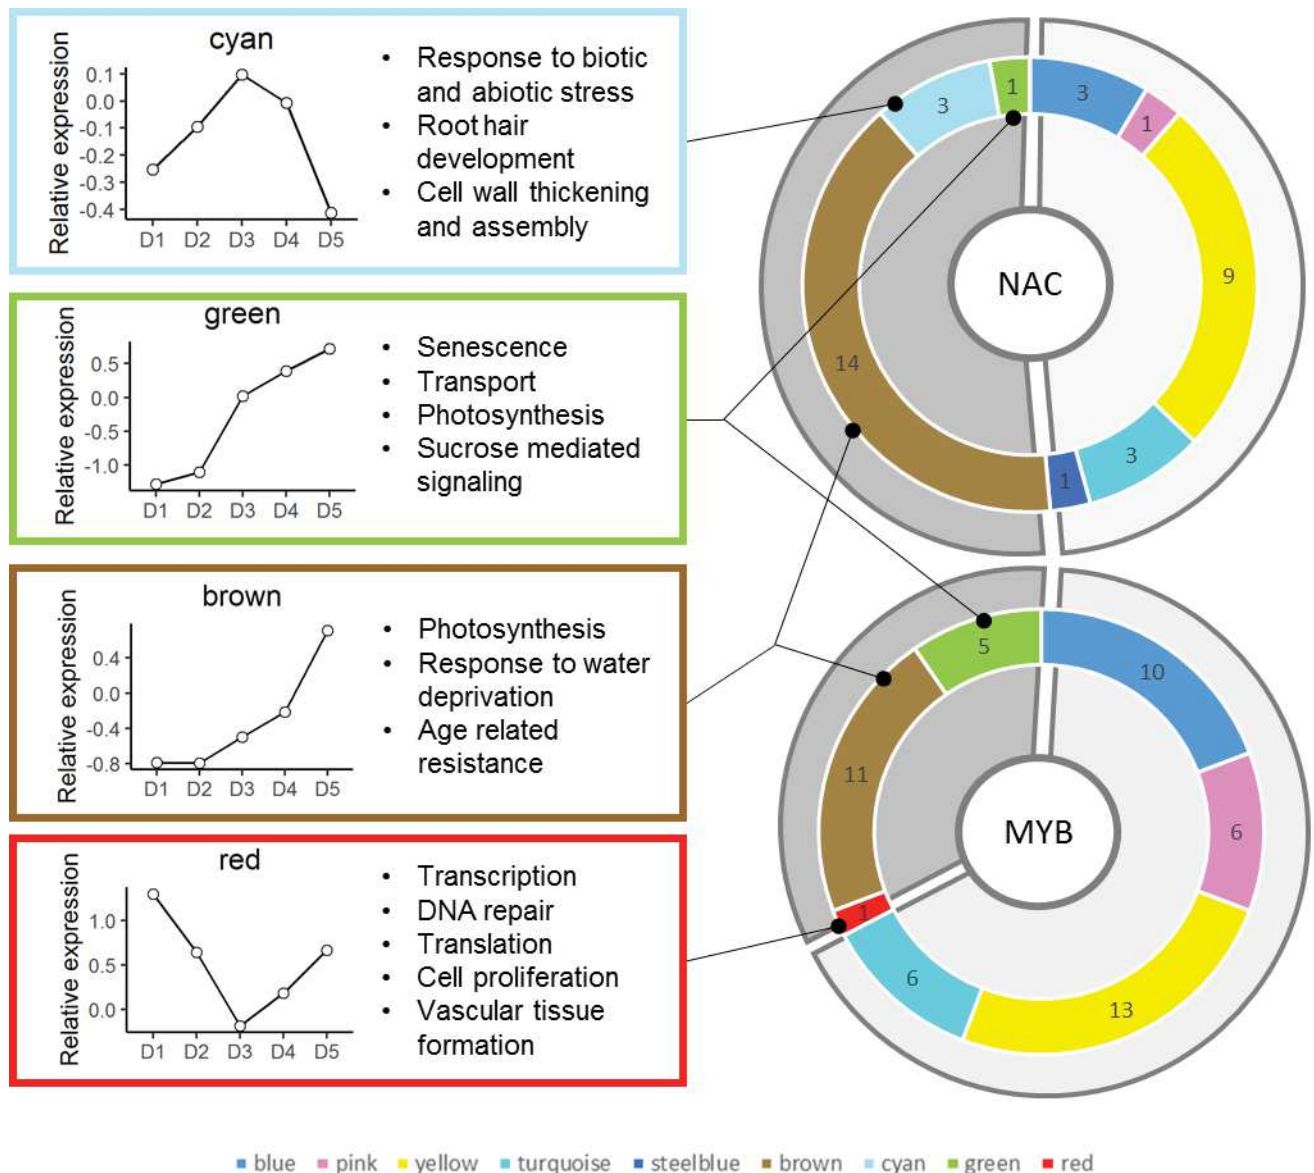 cyan
Relative expression
0.1
0.0
-0.1
-0.2
-0.3
-0.4
D1 D2 D3 D4 D5
• Response to biotic
and abiotic stress
• Root hair
development
• Cell wall thickening
and assembly
green
Relative expression
0.5
0.0
-0.5
-1.0
D1 D2 D3 D4 D5
• Senescence
• Transport
• Photosynthesis
• Sucrose mediated
signaling
brown
Relative expression
0.4
0.0
-0.4
-0.8
D1 D2 D3 D4 D5
• Photosynthesis
• Response to water
deprivation
• Age related
resistance
red
Relative expression
1.0
0.5
0.0
D1 D2 D3 D4 D5
• Transcription
• DNA repair
• Translation
• Cell proliferation
• Vascular tissue
formation
NAC
3
1
9
3
1
14
3
1
MYB
10
6
13
6
1
11
5
blue pink yellow turquoise steelblue brown cyan green red